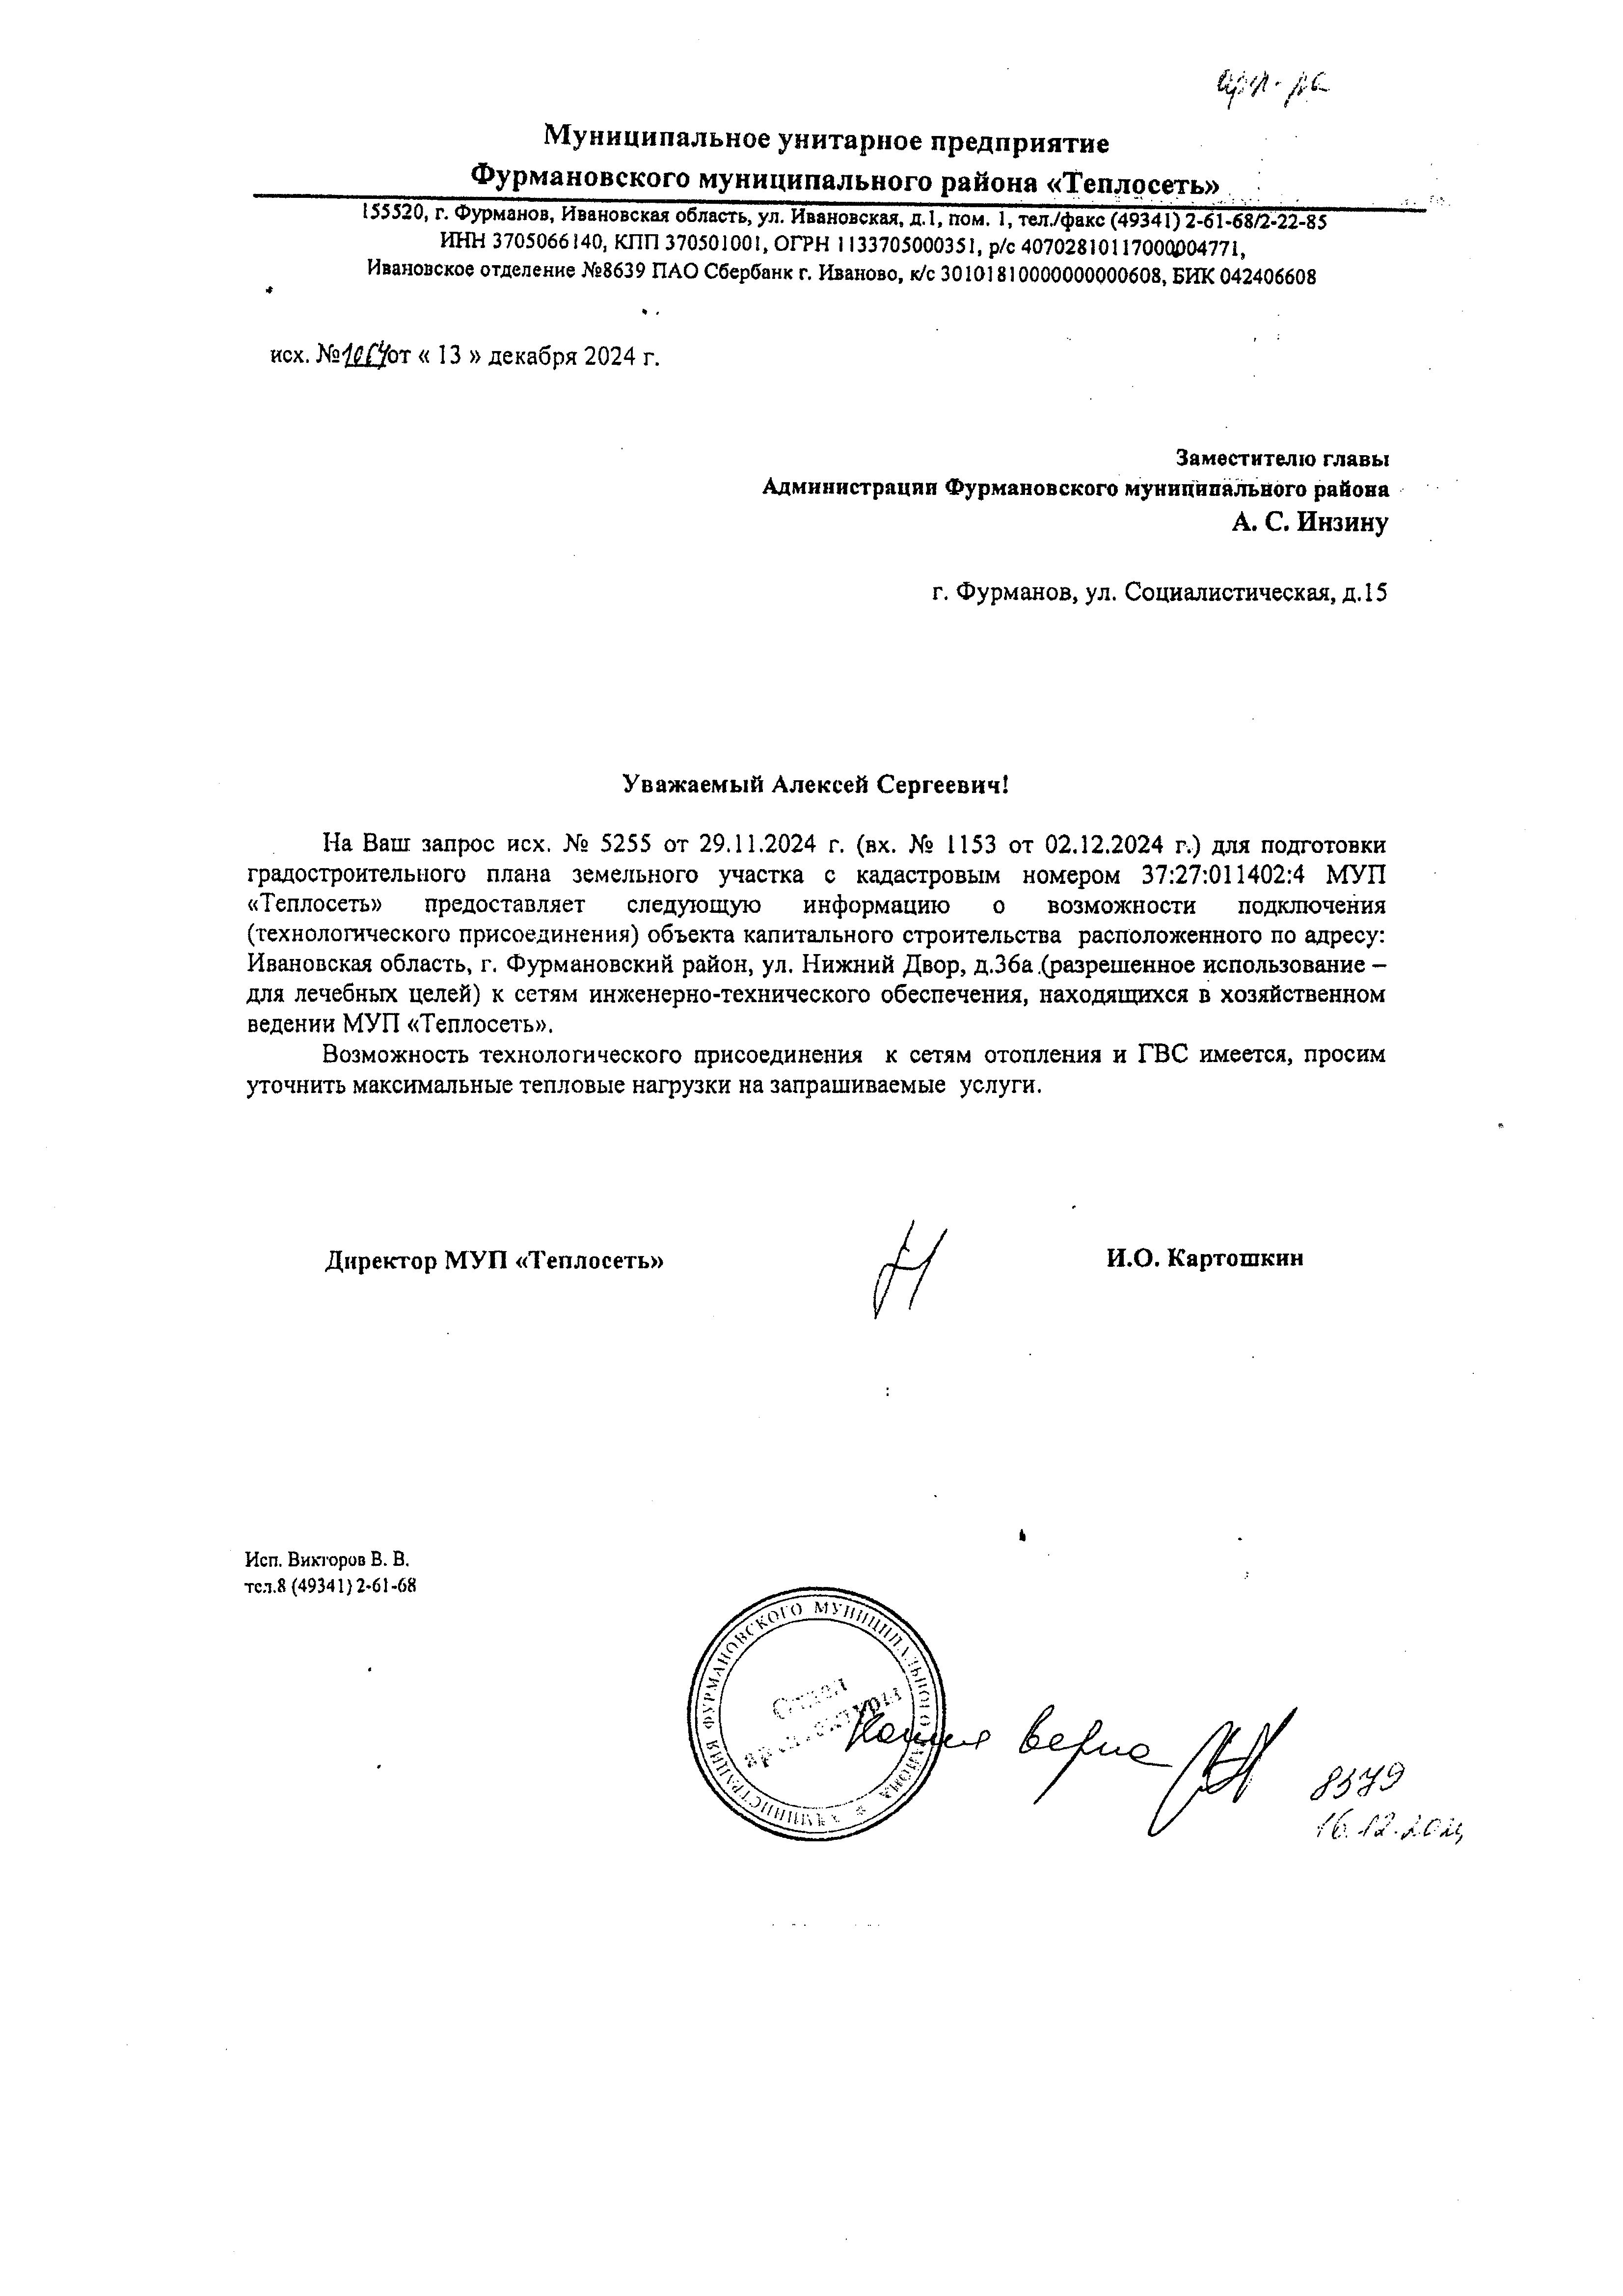 Муниципальное унитарное предприятие
Фурмановского муниципального района «Теплосеть»
155520, г. Фурманов, Ивановская область, ул. Ивановская, д.1, пом. 1, тел./факс (49341) 2-61-68/2-22-85
ИНН 3705066140, КПП 370501001, ОГРН 1133705000351, р/с 40702810117000004771,
Ивановское отделение №8639 ПАО Сбербанк г. Иваново, к/с 30101810000000000608, БИК 042406608
исх. № от « 13 » декабря 2024 г.
Заместителю главы
Администрации Фурмановского муниципального района
А. С. Инзину
г. Фурманов, ул. Социалистическая, д.15
Уважаемый Алексей Сергеевич!
На Ваш запрос исх. № 5255 от 29.11.2024 г. (вх. № 1153 от 02.12.2024 г.) для подготовки
градостроительного плана земельного участка с кадастровым номером 37:27:011402:4 МУП
«Теплосеть» предоставляет следующую информацию о возможности подключения
(технологического присоединения) объекта капитального строительства расположенного по адресу:
Ивановская область, г. Фурмановский район, ул. Нижний Двор, д.36а (разрешенное использование –
для лечебных целей) к сетям инженерно-технического обеспечения, находящихся в хозяйственном
ведении МУП «Теплосеть».
Возможность технологического присоединения к сетям отопления и ГВС имеется, просим
уточнить максимальные тепловые нагрузки на запрашиваемые услуги.
Директор МУП «Теплосеть» И.О. Картошкин
Исп. Викторов В. В.
тел.8 (49341) 2-61-68
АДМИНИСТРАЦИЯ ФУРМАНОВСКОГО МУНИЦИПАЛЬНОГО РАЙОНА *
Отдел
архитектуры
Копия верна
8579
16.12.2024